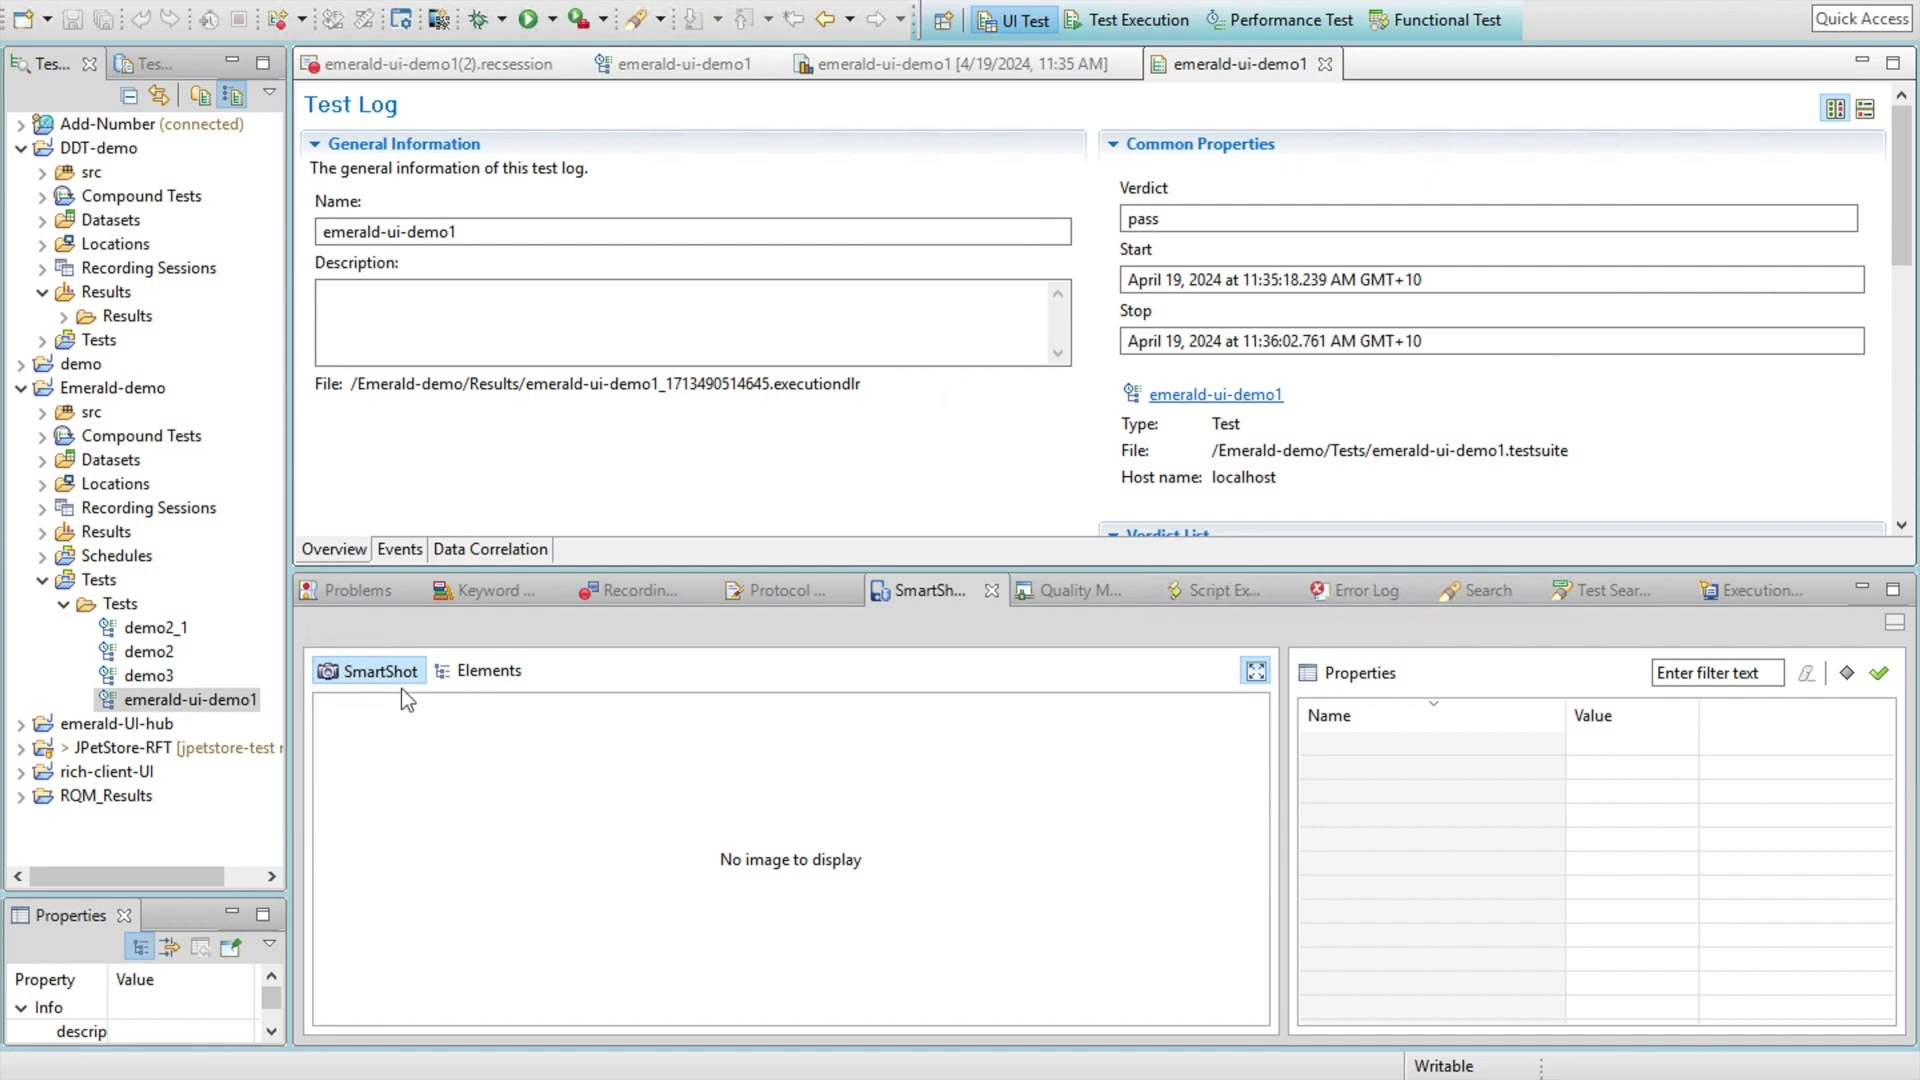 UI Test
Test Execution
Performance Test
Functional Test
Quick Access
Tes...
Tes...
emerald-ui-demo1(2).recsession
emerald-ui-demo1
emerald-ui-demo1 [4/19/2024, 11:35 AM]
emerald-ui-demo1
Add-Number (connected)
DDT-demo
src
Compound Tests
Datasets
Locations
Recording Sessions
Results
Results
Tests
demo
Emerald-demo
src
Compound Tests
Datasets
Locations
Recording Sessions
Results
Schedules
Tests
Tests
demo2_1
demo2
demo3
emerald-ui-demo1
emerald-UI-hub
> JPetStore-RFT [jpetstore-test r
rich-client-UI
RQM_Results
Properties
Property Value
Info
descrip
Test Log
General Information
The general information of this test log.
Name:
emerald-ui-demo1
Description:
File: /Emerald-demo/Results/emerald-ui-demo1_1713490514645.executiondlr
Common Properties
Verdict
pass
Start
April 19, 2024 at 11:35:18.239 AM GMT+10
Stop
April 19, 2024 at 11:36:02.761 AM GMT+10
emerald-ui-demo1
Type: Test
File: /Emerald-demo/Tests/emerald-ui-demo1.testsuite
Host name: localhost
Verdict List
Overview Events Data Correlation
Problems
Keyword ...
Recordin...
Protocol ...
SmartSh...
Quality M...
Script Ex...
Error Log
Search
Test Sear...
Execution...
SmartShot Elements
No image to display
Properties
Enter filter text
Name Value
Writable